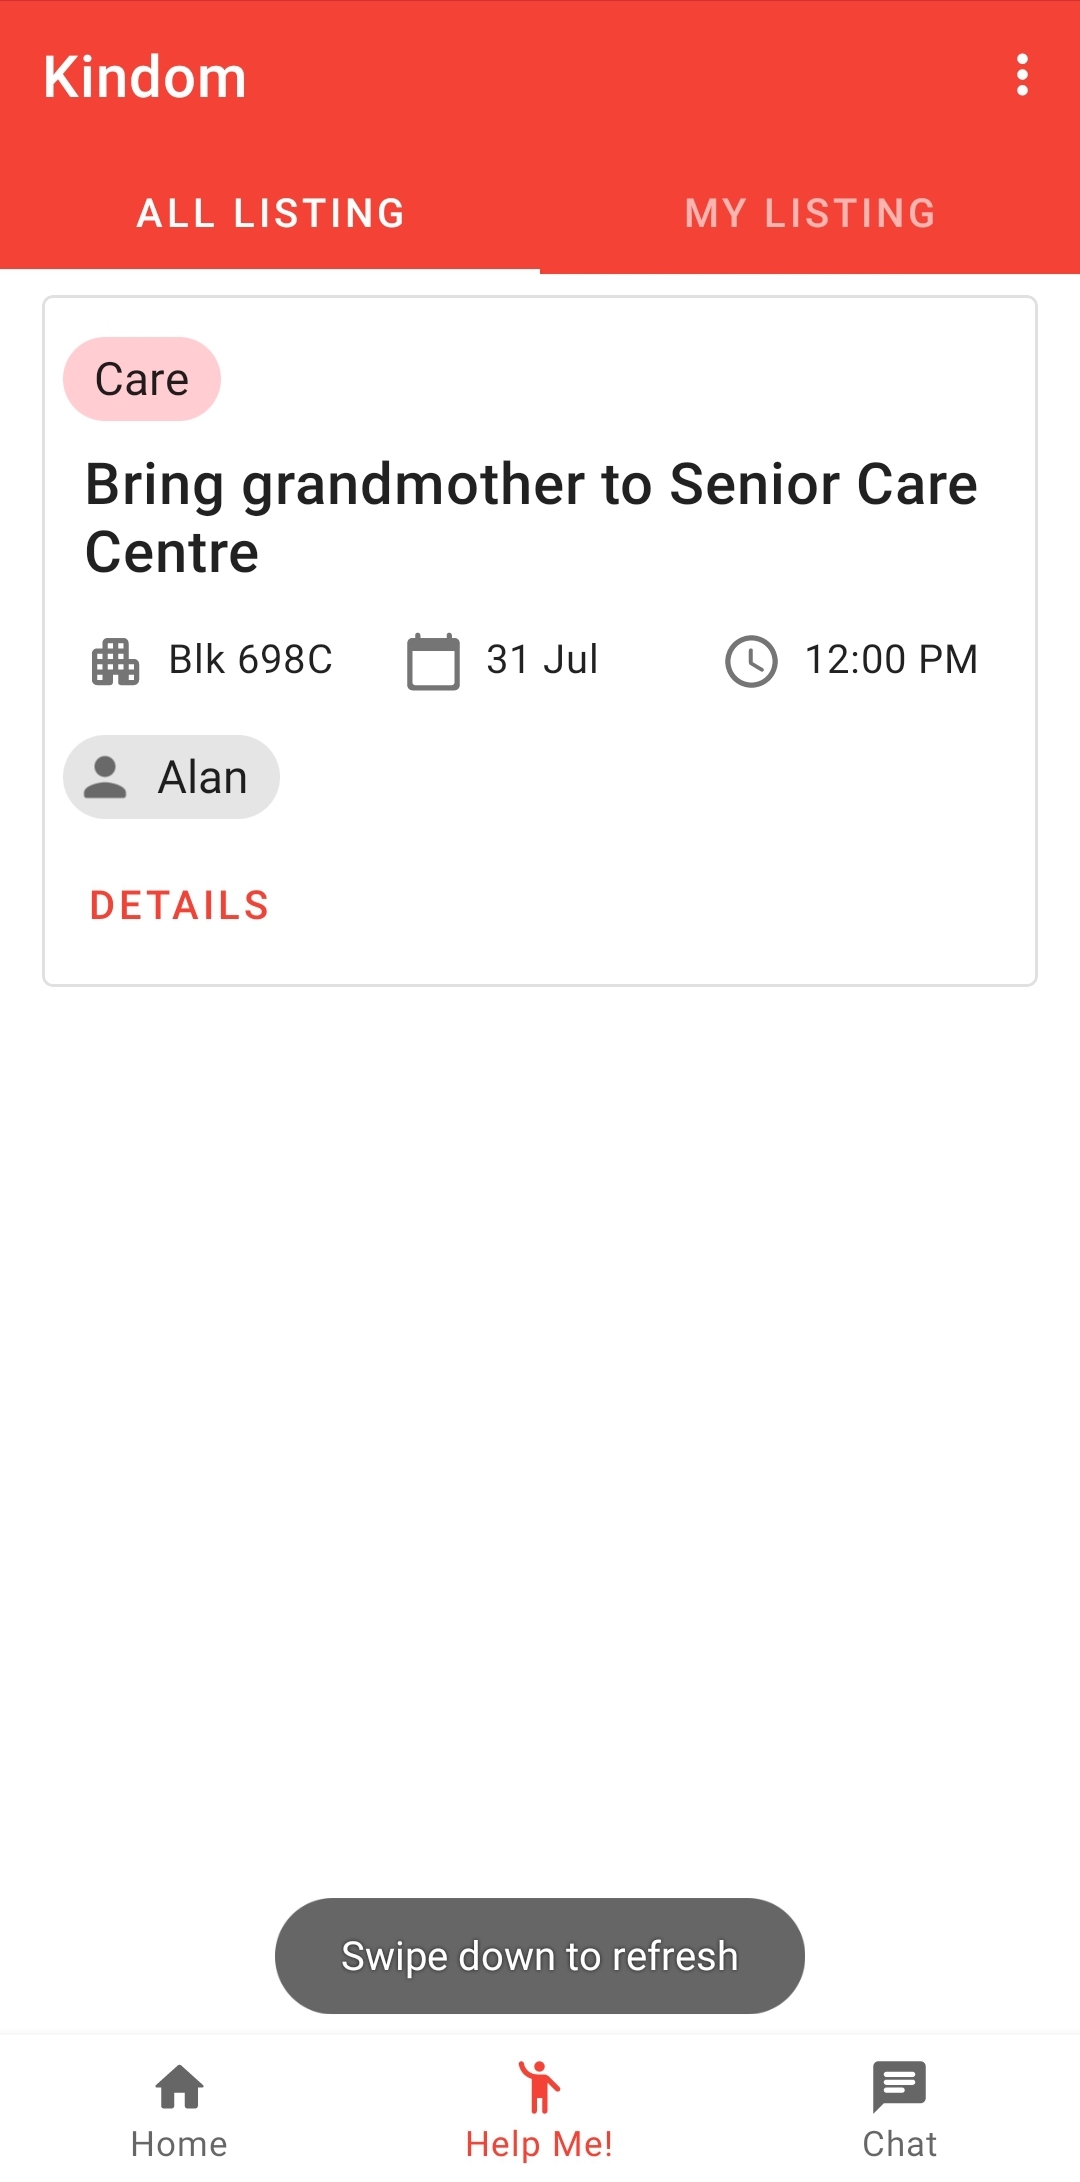 Kindom
ALL LISTING
MY LISTING
Care
Bring grandmother to Senior Care
Centre
Blk 698C
31 Jul
12:00 PM
Alan
DETAILS
Swipe down to refresh
Home
Help Me!
Chat